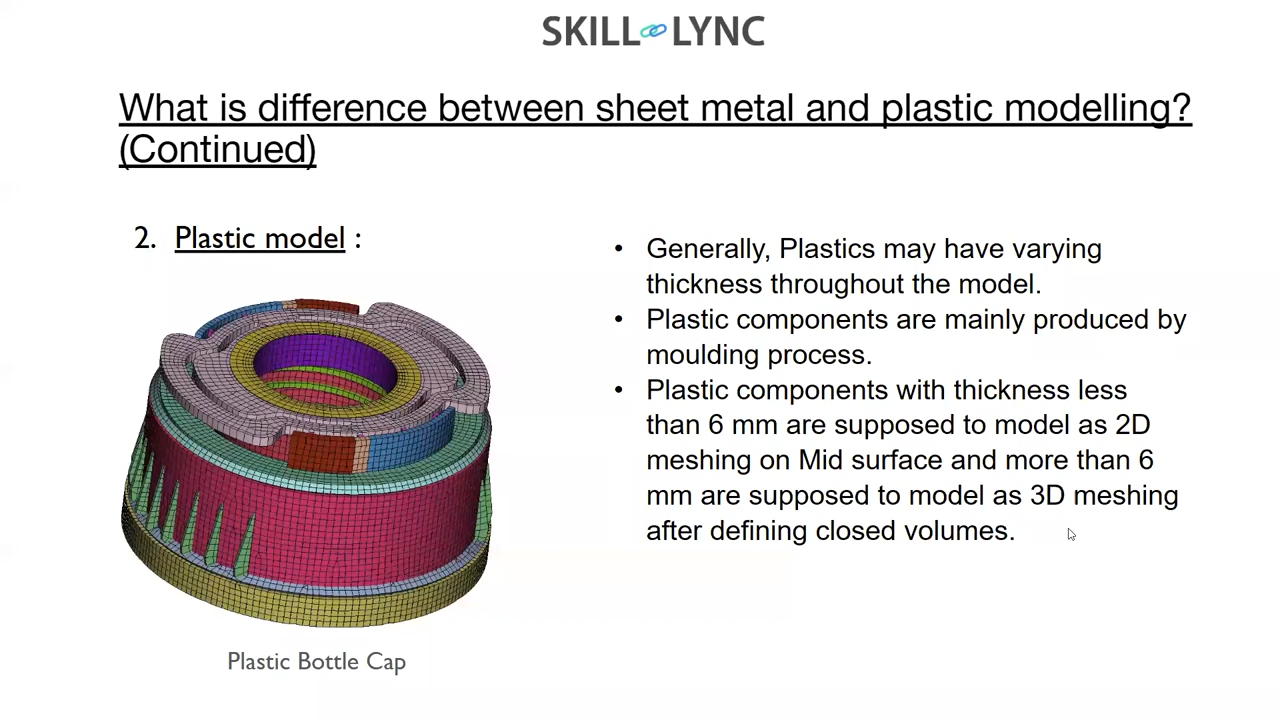 SKILL LYNC
What is difference between sheet metal and plastic modelling?
(Continued)
2. Plastic model :
• Generally, Plastics may have varying
thickness throughout the model.
• Plastic components are mainly produced by
moulding process.
• Plastic components with thickness less
than 6 mm are supposed to model as 2D
meshing on Mid surface and more than 6
mm are supposed to model as 3D meshing
after defining closed volumes.
Plastic Bottle Cap